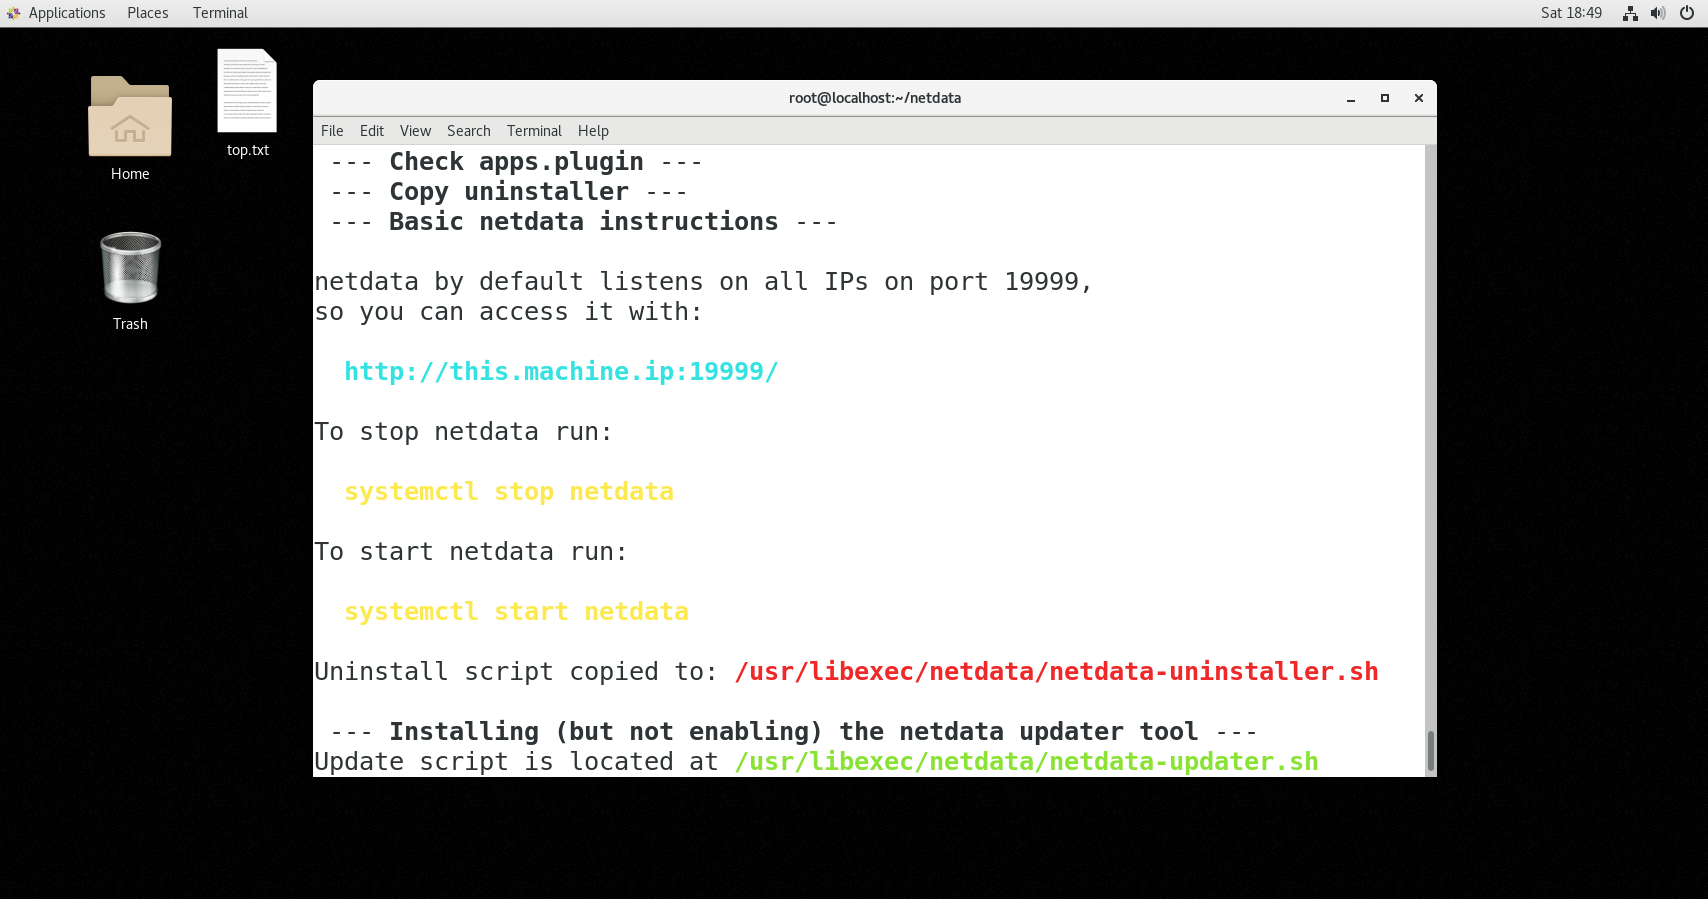 Applications Places Terminal Sat 18:49
top.txt
Home
Trash
root@localhost:~/netdata
File Edit View Search Terminal Help
--- Check apps.plugin ---
--- Copy uninstaller ---
--- Basic netdata instructions ---
netdata by default listens on all IPs on port 19999,
so you can access it with:
http://this.machine.ip:19999/
To stop netdata run:
systemctl stop netdata
To start netdata run:
systemctl start netdata
Uninstall script copied to: /usr/libexec/netdata/netdata-uninstaller.sh
--- Installing (but not enabling) the netdata updater tool ---
Update script is located at /usr/libexec/netdata/netdata-updater.sh